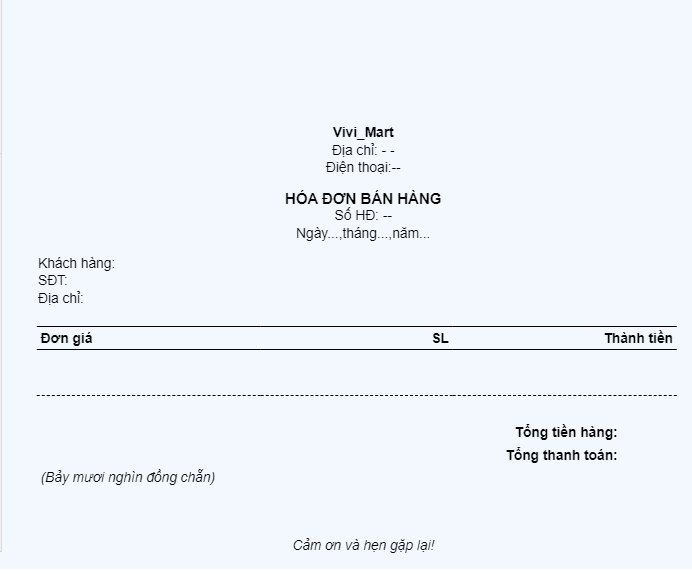 Vivi_Mart
Địa chỉ: - -
Điện thoại:--
HÓA ĐƠN BÁN HÀNG
Số HĐ: --
Ngày...,tháng...,năm...
Khách hàng:
SĐT:
Địa chỉ:
Đơn giá SL Thành tiền
Tổng tiền hàng:
Tổng thanh toán:
(Bảy mươi nghìn đồng chẵn)
Cảm ơn và hẹn gặp lại!